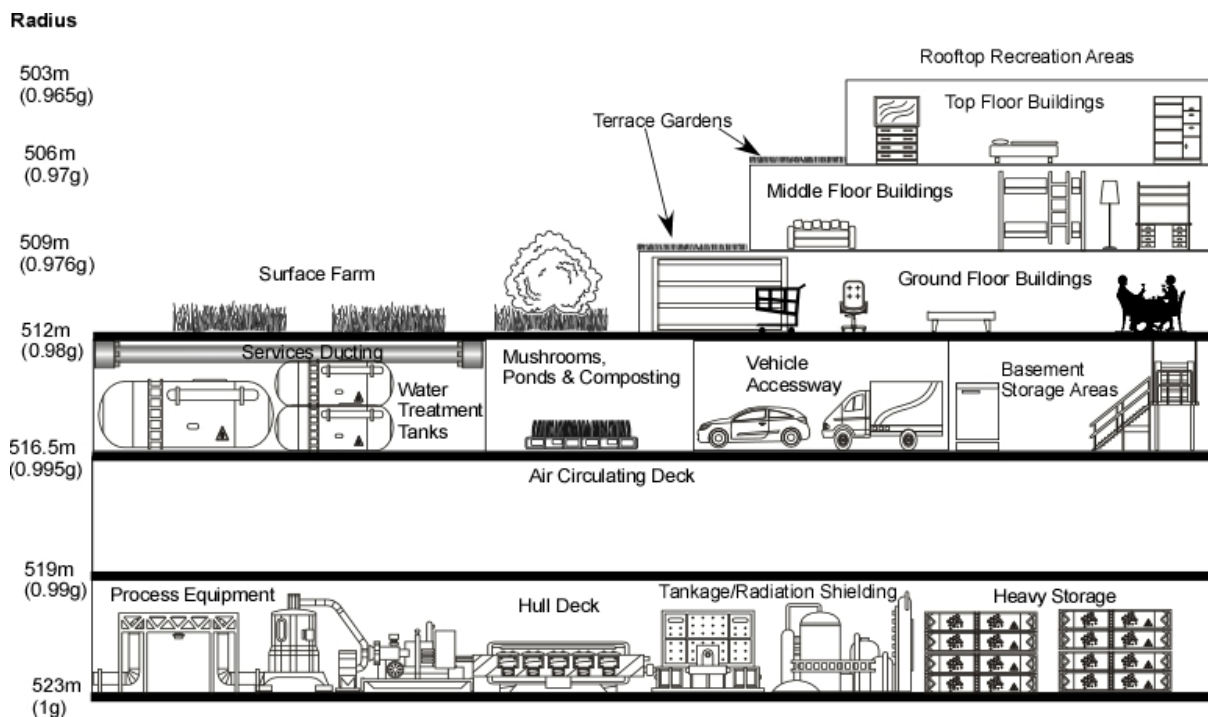 Radius
Rooftop Recreation Areas
503m
(0.965g)
Top Floor Buildings
Terrace Gardens
506m
(0.97g)
Middle Floor Buildings
509m
(0.976g)
Surface Farm
Ground Floor Buildings
512m
(0.98g)
Services Ducting
Water
Treatment
Tanks
Mushrooms,
Ponds & Composting
Vehicle
Accessway
Basement
Storage Areas
516.5m
(0.995g)
Air Circulating Deck
519m
(0.99g)
Process Equipment
Hull Deck
Tankage/Radiation Shielding
Heavy Storage
523m
(1g)